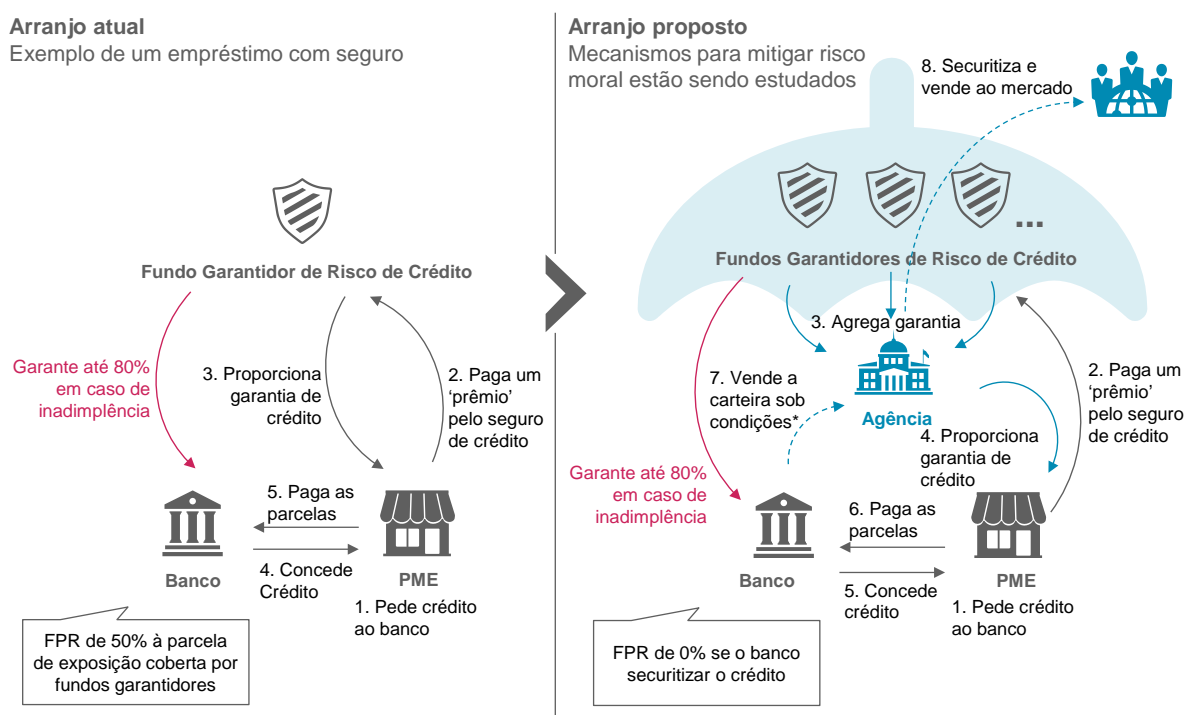 Arranjo atual
Exemplo de um empréstimo com seguro
Fundo Garantidor de Risco de Crédito
Garante até 80%
em caso de
inadimplência
3. Proporciona
garantia de
crédito
2. Paga um
‘prêmio’
pelo seguro
de crédito
5. Paga as
parcelas
4. Concede
Crédito
Banco
PME
1. Pede crédito
ao banco
FPR de 50% à parcela
de exposição coberta por
fundos garantidores
Arranjo proposto
Mecanismos para mitigar risco
moral estão sendo estudados
8. Securitiza e
vende ao mercado
...
Fundos Garantidores de Risco de Crédito
3. Agrega garantia
7. Vende a
carteira sob
condições*
Agência
2. Paga um
‘prêmio’
pelo seguro
de crédito
4. Proporciona
garantia de
crédito
Garante até 80%
em caso de
inadimplência
6. Paga as
parcelas
5. Concede
crédito
Banco
PME
1. Pede crédito
ao banco
FPR de 0% se o banco
securitizar o crédito